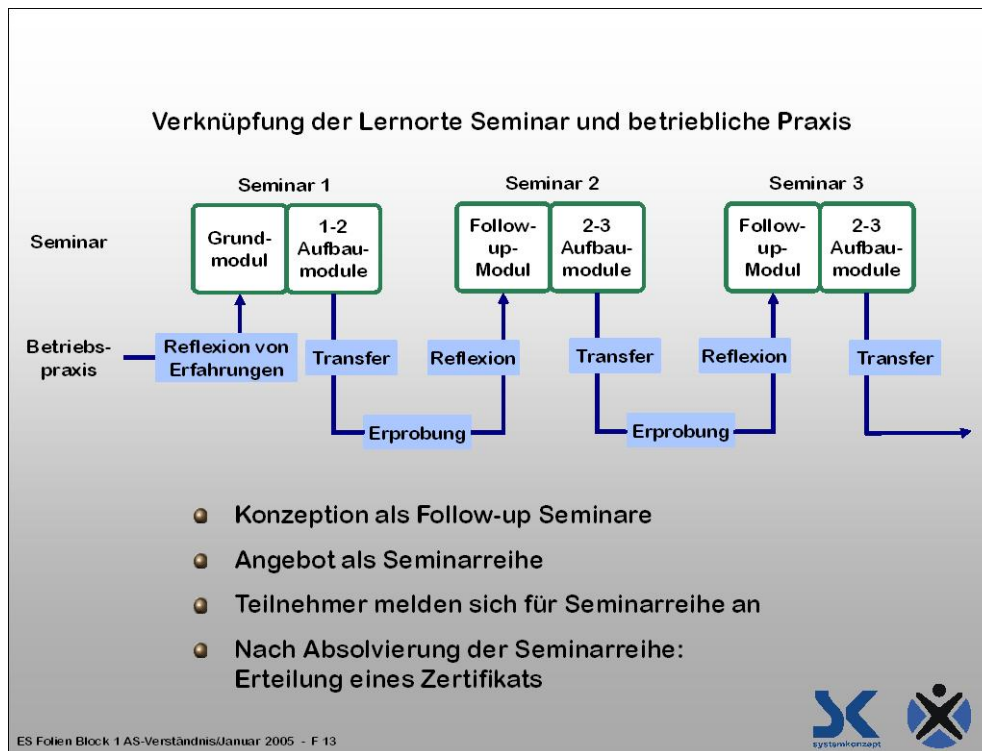 Verknüpfung der Lernorte Seminar und betriebliche Praxis
Seminar 1
Seminar 2
Seminar 3
Seminar
Grund-
modul
1-2
Aufbau-
module
Follow-
up-
Modul
2-3
Aufbau-
module
Follow-
up-
Modul
2-3
Aufbau-
module
Betriebs-
praxis
Reflexion von
Erfahrungen
Transfer
Reflexion
Transfer
Reflexion
Transfer
Erprobung
Erprobung
Konzeption als Follow-up Seminare
Angebot als Seminarreihe
Teilnehmer melden sich für Seminarreihe an
Nach Absolvierung der Seminarreihe:
Erteilung eines Zertifikats
systemkonzept
ES Folien Block 1 AS-Verständnis/Januar 2005 - F 13